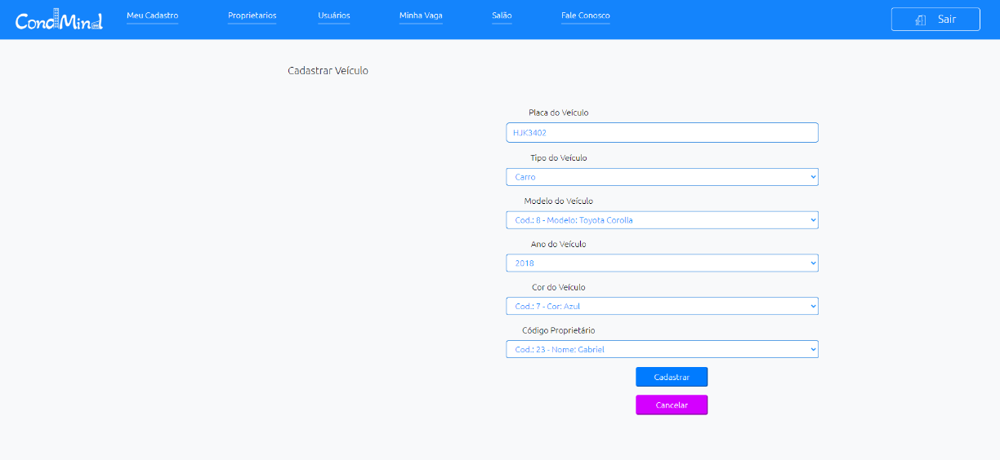 CondMind Meu Cadastro Proprietarios Usuários Minha Vaga Salão Fale Conosco Sair
Cadastrar Veículo
Placa do Veículo
HJK3402
Tipo do Veículo
Carro
Modelo do Veículo
Cod.: 8 - Modelo: Toyota Corolla
Ano do Veículo
2018
Cor do Veículo
Cod.: 7 - Cor: Azul
Código Proprietário
Cod.: 23 - Nome: Gabriel
Cadastrar
Cancelar